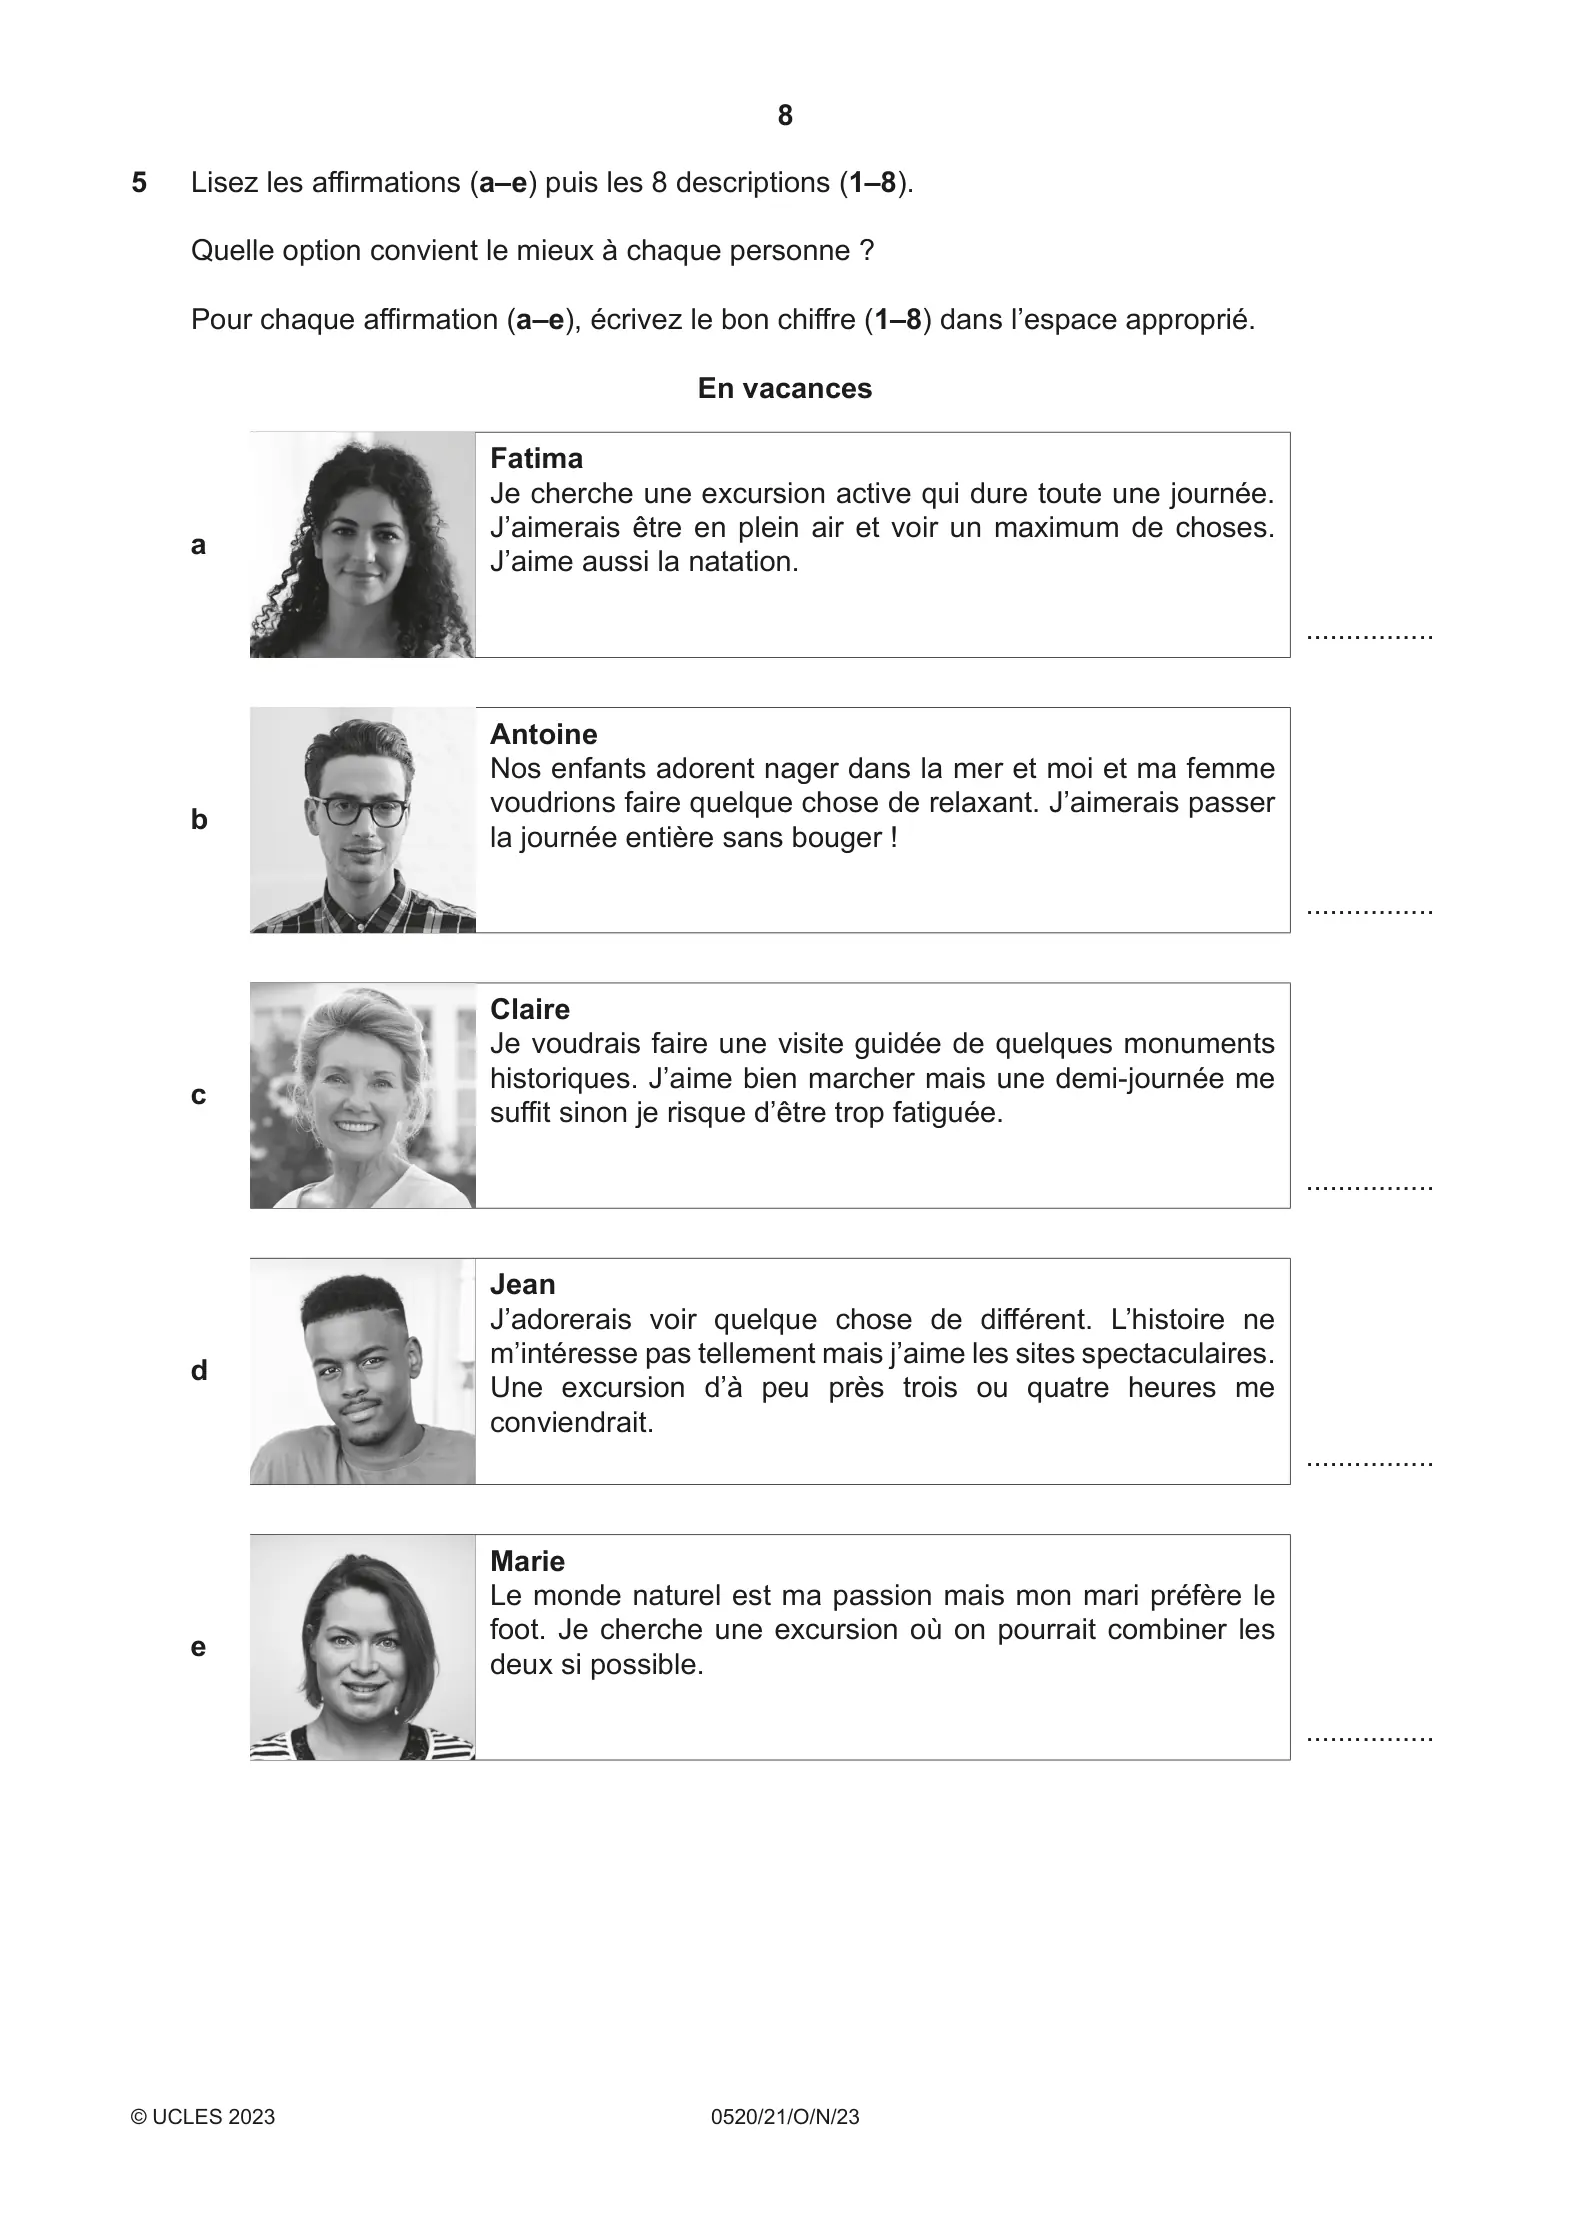 8
5 Lisez les affirmations (a–e) puis les 8 descriptions (1–8).
Quelle option convient le mieux à chaque personne ?
Pour chaque affirmation (a–e), écrivez le bon chiffre (1–8) dans l’espace approprié.
En vacances
a
Fatima
Je cherche une excursion active qui dure toute une journée.
J’aimerais être en plein air et voir un maximum de choses.
J’aime aussi la natation.
................
b
Antoine
Nos enfants adorent nager dans la mer et moi et ma femme
voudrions faire quelque chose de relaxant. J’aimerais passer
la journée entière sans bouger !
................
c
Claire
Je voudrais faire une visite guidée de quelques monuments
historiques. J’aime bien marcher mais une demi-journée me
suffit sinon je risque d’être trop fatiguée.
................
d
Jean
J’adorerais voir quelque chose de différent. L’histoire ne
m’intéresse pas tellement mais j’aime les sites spectaculaires.
Une excursion d’à peu près trois ou quatre heures me
conviendrait.
................
e
Marie
Le monde naturel est ma passion mais mon mari préfère le
foot. Je cherche une excursion où on pourrait combiner les
deux si possible.
................
© UCLES 2023 0520/21/O/N/23